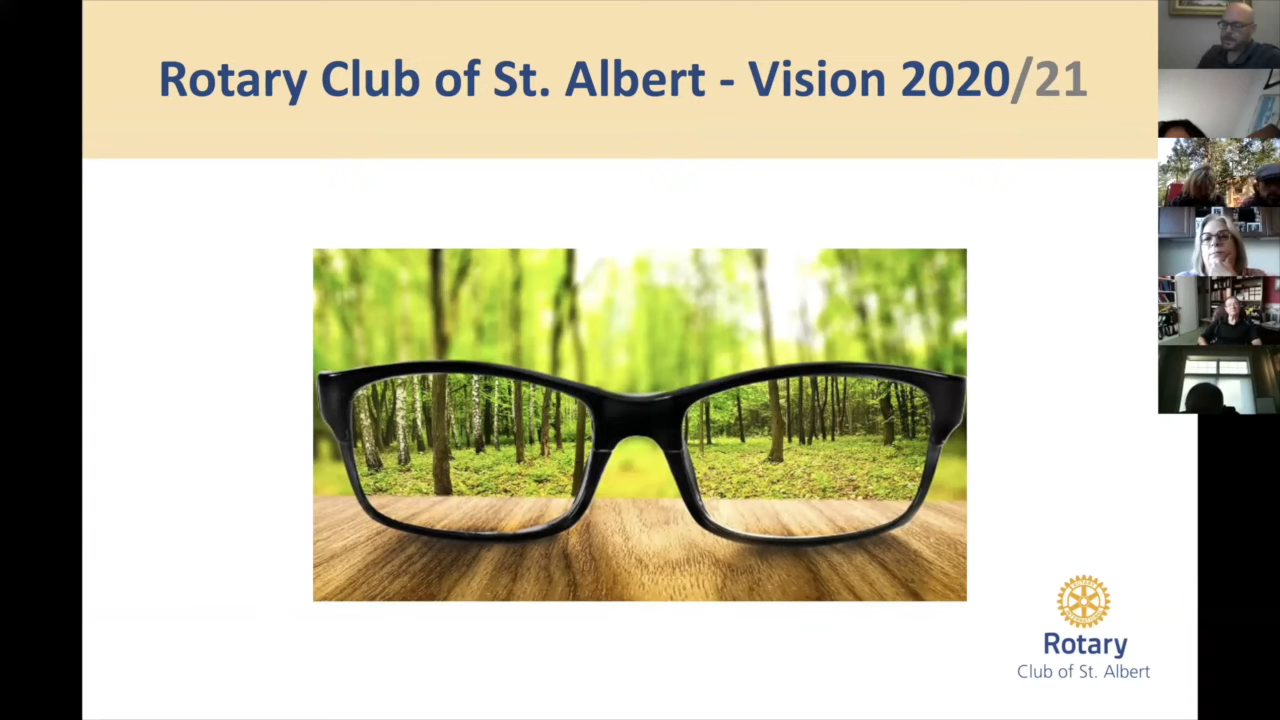 Rotary Club of St. Albert - Vision 2020/21
Rotary
Club of St. Albert